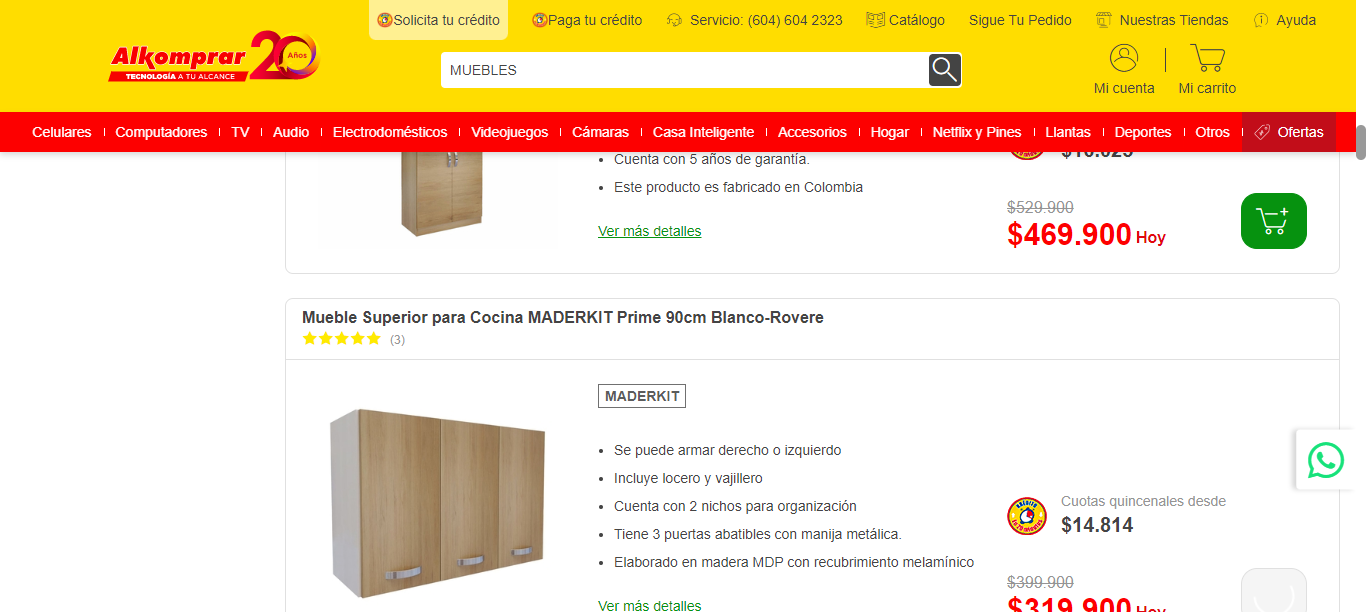 Solicita tu crédito
Paga tu crédito
Servicio: (604) 604 2323
Catálogo
Sigue Tu Pedido
Nuestras Tiendas
Ayuda
Alkomprar 20 Años
TECNOLOGÍA A TU ALCANCE
MUEBLES
Mi cuenta
Mi carrito
Celulares
Computadores
TV
Audio
Electrodomésticos
Videojuegos
Cámaras
Casa Inteligente
Accesorios
Hogar
Netflix y Pines
Llantas
Deportes
Otros
Ofertas
Cuenta con 5 años de garantía.
Este producto es fabricado en Colombia
Ver más detalles
$529.900
$469.900 Hoy
Mueble Superior para Cocina MADERKIT Prime 90cm Blanco-Rovere
(3)
MADERKIT
Se puede armar derecho o izquierdo
Incluye locero y vajillero
Cuenta con 2 nichos para organización
Tiene 3 puertas abatibles con manija metálica.
Elaborado en madera MDP con recubrimiento melamínico
Ver más detalles
Cuotas quincenales desde
$14.814
$399.900
$319.900 Hoy